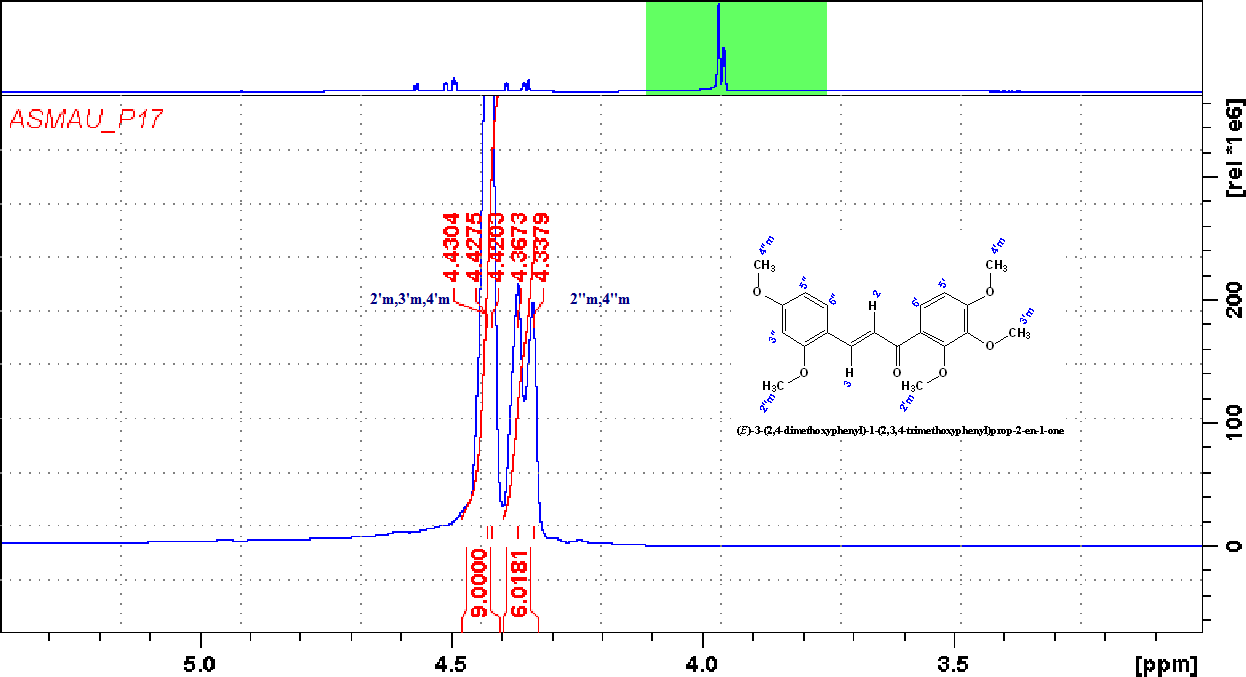 ASMAU_P17
[rel *1e6]
4.4304
4.4275
4.4203
4.3673
4.3379
2'm,3'm,4'm
2''m,4''m
4''m
CH₃
O
5''
6''
3''
O
H₃C
2''m
H
2
H
3
O
6'
5'
4'm
CH₃
O
3'm
CH₃
O
O
H₃C
2'm
(E)-3-(2,4-dimethoxyphenyl)-1-(2,3,4-trimethoxyphenyl)prop-2-en-1-one
200
100
0
9.0000
6.0181
5.0
4.5
4.0
3.5
[ppm]